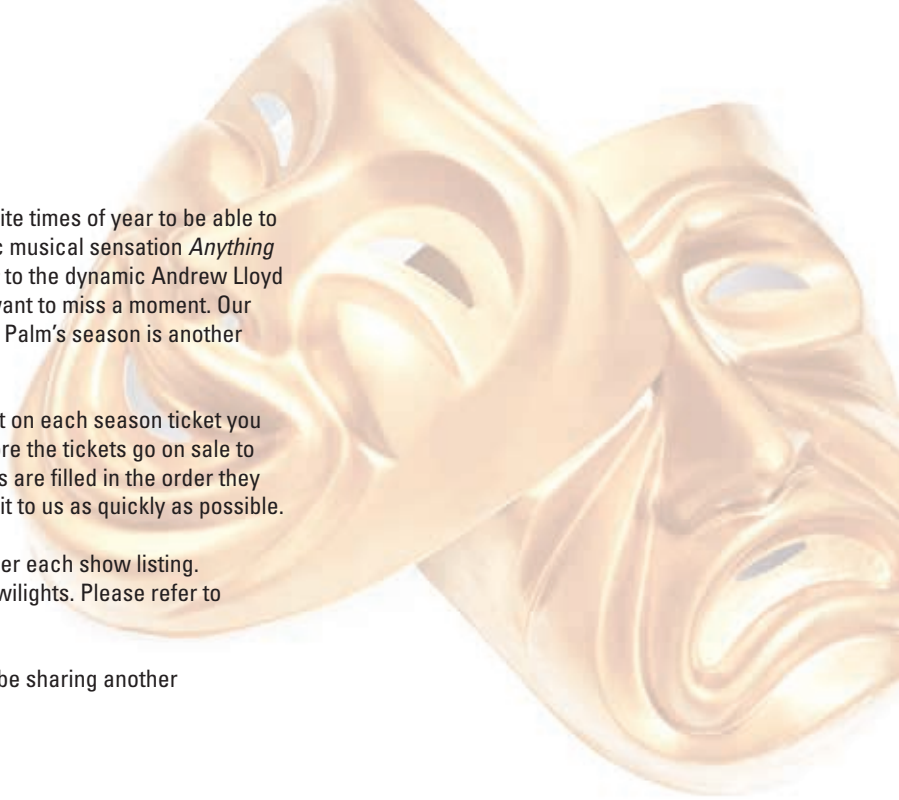 ite times of year to be able to
c musical sensation Anything
to the dynamic Andrew Lloyd
want to miss a moment. Our
Palm's season is another
t on each season ticket you
re the tickets go on sale to
s are filled in the order they
it to us as quickly as possible.
er each show listing.
wilights. Please refer to
be sharing another